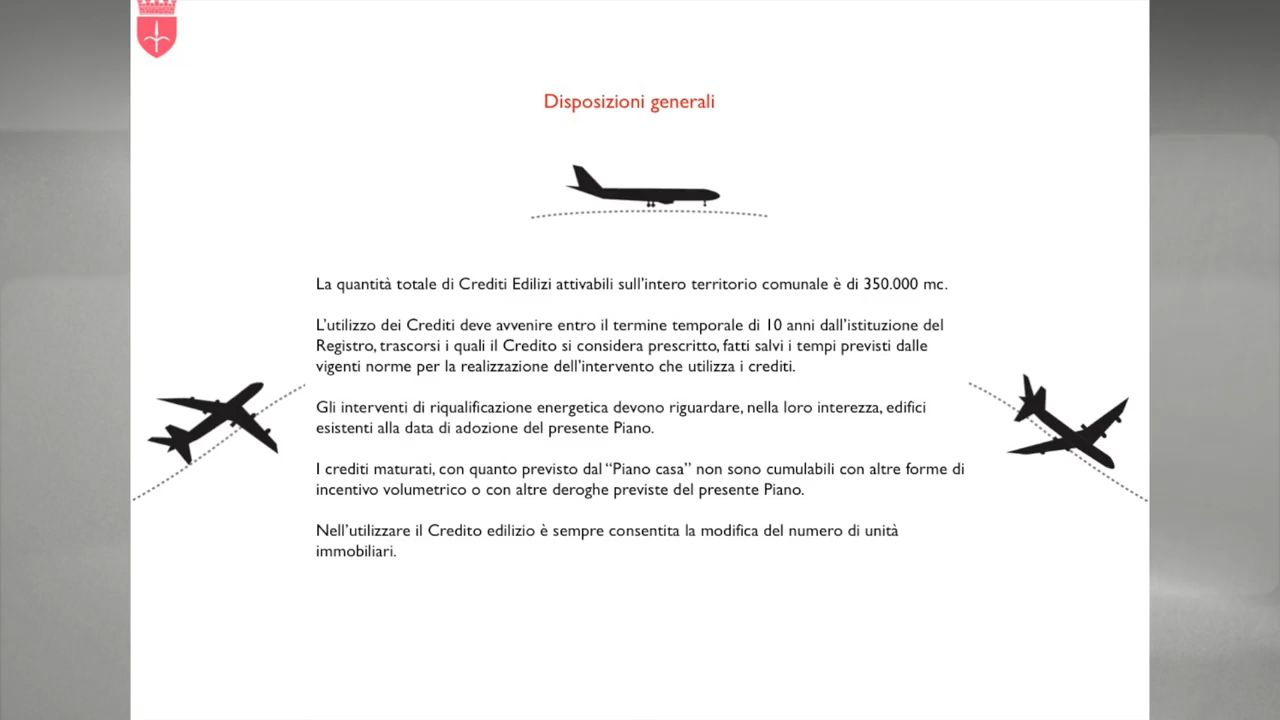 Disposizioni generali
La quantità totale di Crediti Edilizi attivabili sull'intero territorio comunale è di 350.000 mc.
L'utilizzo dei Crediti deve avvenire entro il termine temporale di 10 anni dall'istituzione del
Registro, trascorsi i quali il Credito si considera prescritto, fatti salvi i tempi previsti dalle
vigenti norme per la realizzazione dell'intervento che utilizza i crediti.
Gli interventi di riqualificazione energetica devono riguardare, nella loro interezza, edifici
esistenti alla data di adozione del presente Piano.
I crediti maturati, con quanto previsto dal “Piano casa” non sono cumulabili con altre forme di
incentivo volumetrico o con altre deroghe previste del presente Piano.
Nell'utilizzare il Credito edilizio è sempre consentita la modifica del numero di unità
immobiliari.